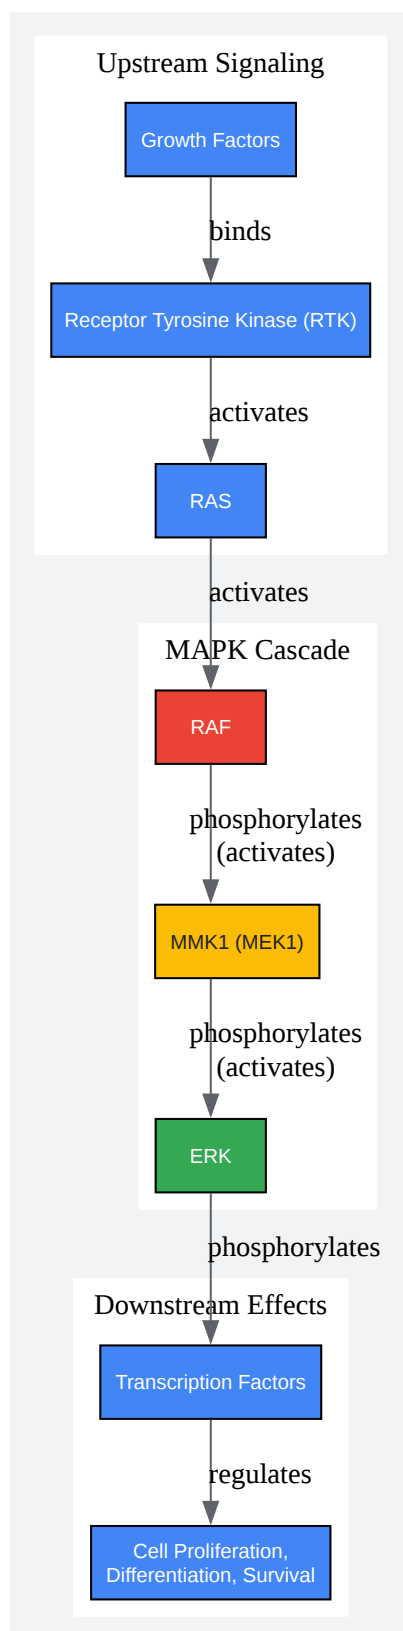 Upstream Signaling
Growth Factors
binds
Receptor Tyrosine Kinase (RTK)
activates
RAS
activates
MAPK Cascade
RAF
phosphorylates
(activates)
MMK1 (MEK1)
phosphorylates
(activates)
ERK
phosphorylates
Downstream Effects
Transcription Factors
regulates
Cell Proliferation,
Differentiation, Survival